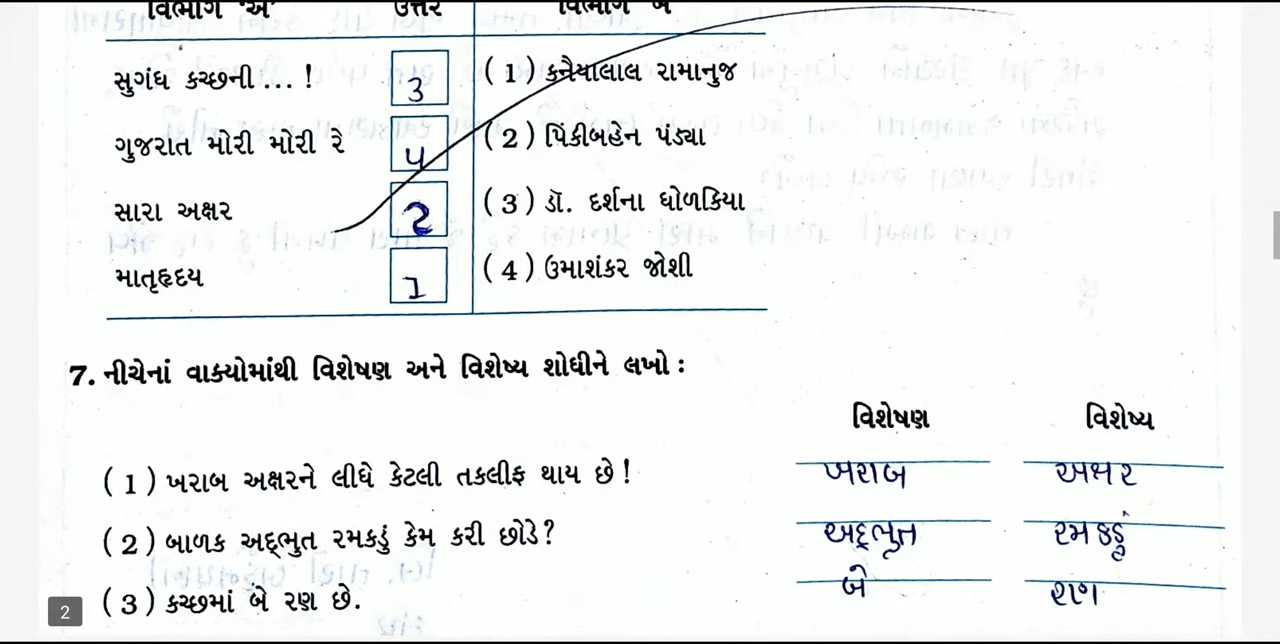 વિભાગ 'અ' ઉત્તર વિભાગ 'બ'
સુગંધ કચ્છની ... ! 3 (1) કનૈયાલાલ રામાનુજ
ગુજરાત મોરી મોરી રે 4 (2) પિંકીબહેન પંડ્યા
સારા અક્ષર 2 (3) ડૉ. દર્શના ધોળકિયા
માતૃહૃદય 1 (4) ઉમાશંકર જોશી
7. નીચેનાં વાક્યોમાંથી વિશેષણ અને વિશેષ્ય શોધીને લખો :
વિશેષણ વિશેષ્ય
(1) ખરાબ અક્ષરને લીધે કેટલી તકલીફ થાય છે! ખરાબ અક્ષર
(2) બાળક અદ્ભુત રમકડું કેમ કરી છોડે? અદ્ભુત રમકડું
(3) કચ્છમાં બે રણ છે. બે રણ
2